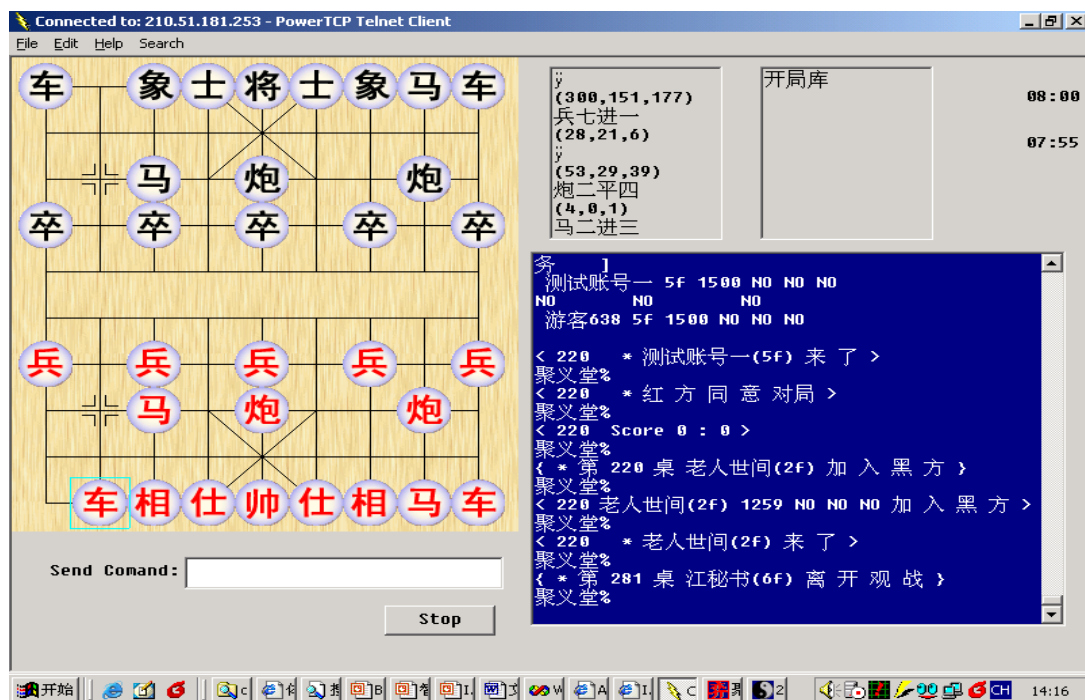 Connected to: 210.51.181.253 - PowerTCP Telnet Client
File Edit Help Search
车 象 士 将 士 象 马 车
马 炮 炮
卒 卒 卒 卒 卒
兵 兵 兵 兵 兵
马 炮 炮
车 相 仕 帅 仕 相 马 车
Send Comand:
Stop
ÿ
(300,151,177)
兵七进一
(28,21,6)
ÿ
(53,29,39)
炮二平四
(4,0,1)
马二进三
开局库
08:00
07:55
务 ]
测试账号一 5f 1500 NO NO NO
NO NO NO
游客638 5f 1500 NO NO NO
< 220 * 测试账号一(5f) 来 了 >
聚义堂%
< 220 * 红 方 同 意 对局 >
聚义堂%
< 220 Score 0 : 0 >
聚义堂%
{ * 第 220 桌 老人世间(2f) 加 入 黑 方 }
聚义堂%
< 220 老人世间(2f) 1259 NO NO NO 加 入 黑 方 >
聚义堂%
< 220 * 老人世间(2f) 来 了 >
聚义堂%
{ * 第 281 桌 江秘书(6f) 离 开 观 战 }
聚义堂%
开始 CH 14:16